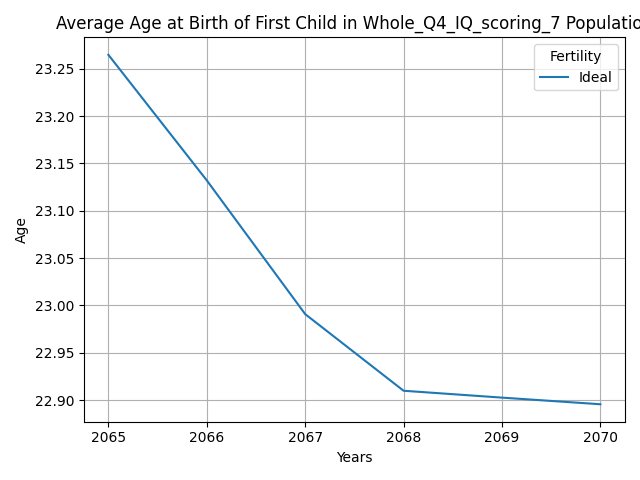 Average Age at Birth of First Child in Whole_Q4_IQ_scoring_7 Populatio
Fertility
Ideal
23.25
23.20
23.15
23.10
23.05
23.00
22.95
22.90
Age
2065 2066 2067 2068 2069 2070
Years